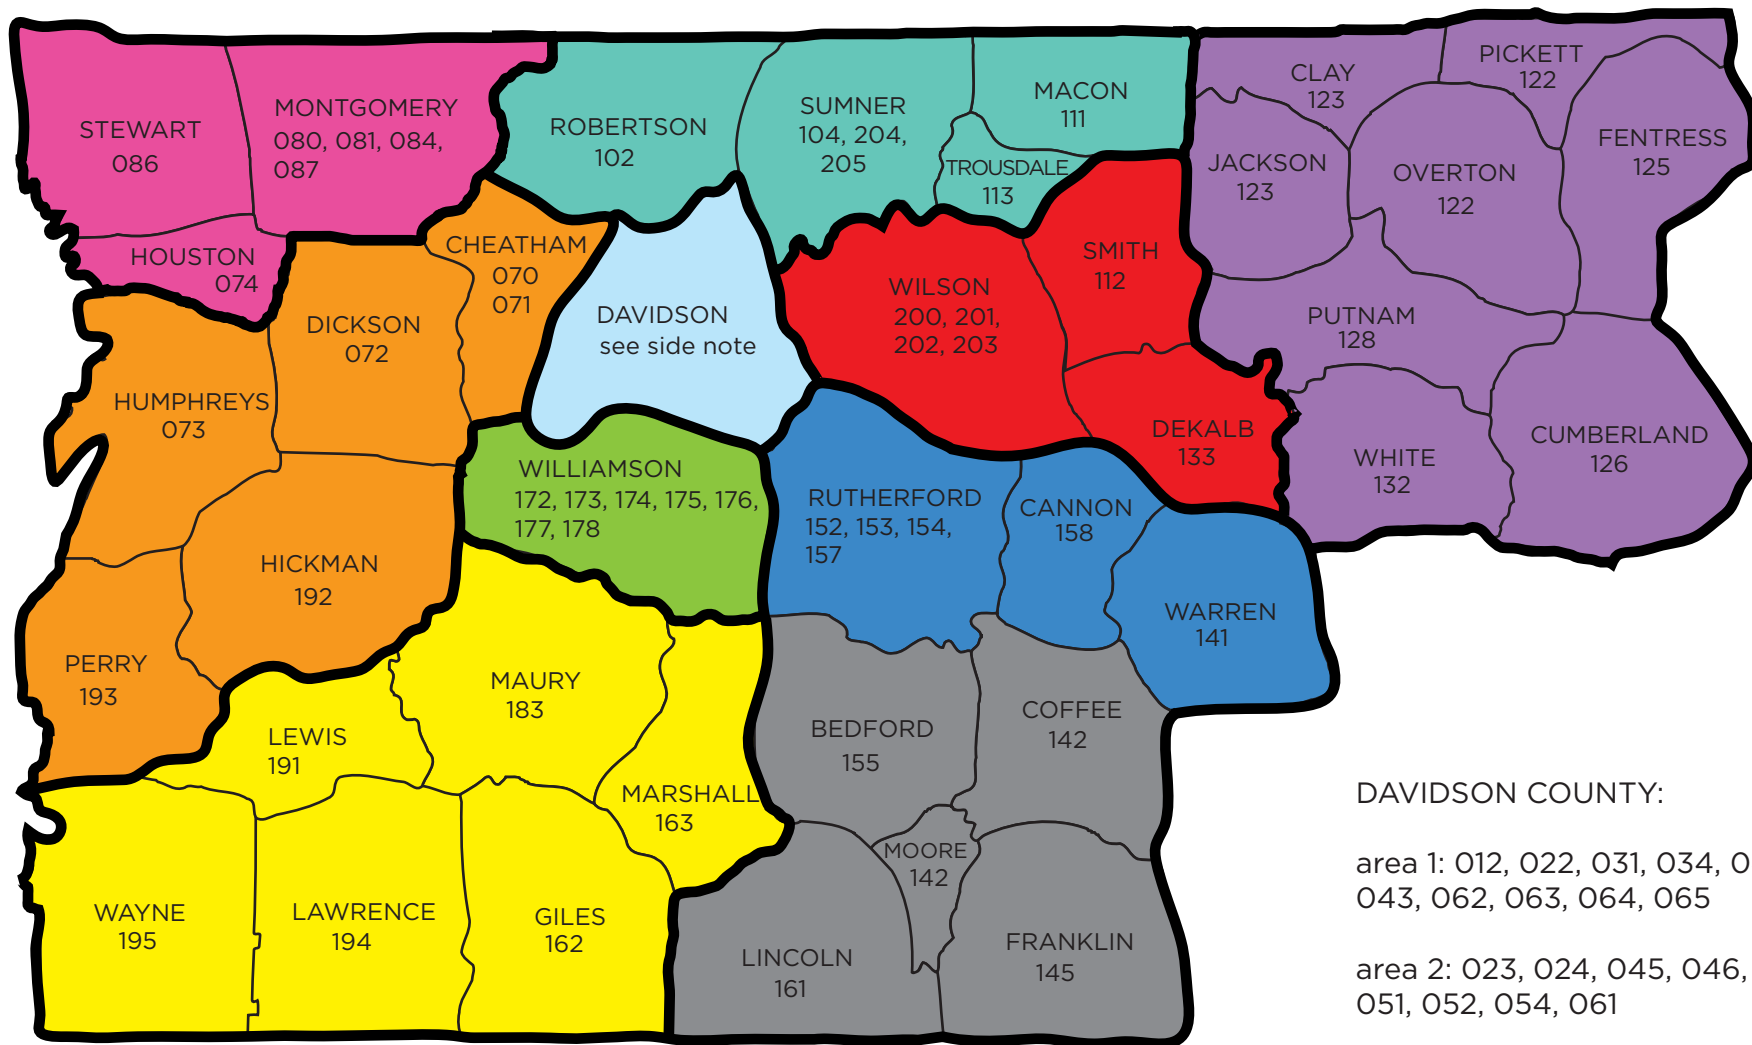 STEWART
086
MONTGOMERY
080, 081, 084,
087
HOUSTON
074
ROBERTSON
102
SUMNER
104, 204,
205
MACON
111
TROUSDALE
113
CLAY
123
PICKETT
122
FENTRESS
125
JACKSON
123
OVERTON
122
PUTNAM
128
WHITE
132
CUMBERLAND
126
CHEATHAM
070
071
DICKSON
072
HUMPHREYS
073
HICKMAN
192
PERRY
193
DAVIDSON
see side note
WILSON
200, 201,
202, 203
SMITH
112
DEKALB
133
WILLIAMSON
172, 173, 174, 175, 176,
177, 178
RUTHERFORD
152, 153, 154,
157
CANNON
158
WARREN
141
MAURY
183
LEWIS
191
MARSHALL
163
WAYNE
195
LAWRENCE
194
GILES
162
BEDFORD
155
COFFEE
142
MOORE
142
LINCOLN
161
FRANKLIN
145
DAVIDSON COUNTY:
area 1: 012, 022, 031, 034, 0
043, 062, 063, 064, 065
area 2: 023, 024, 045, 046,
051, 052, 054, 061